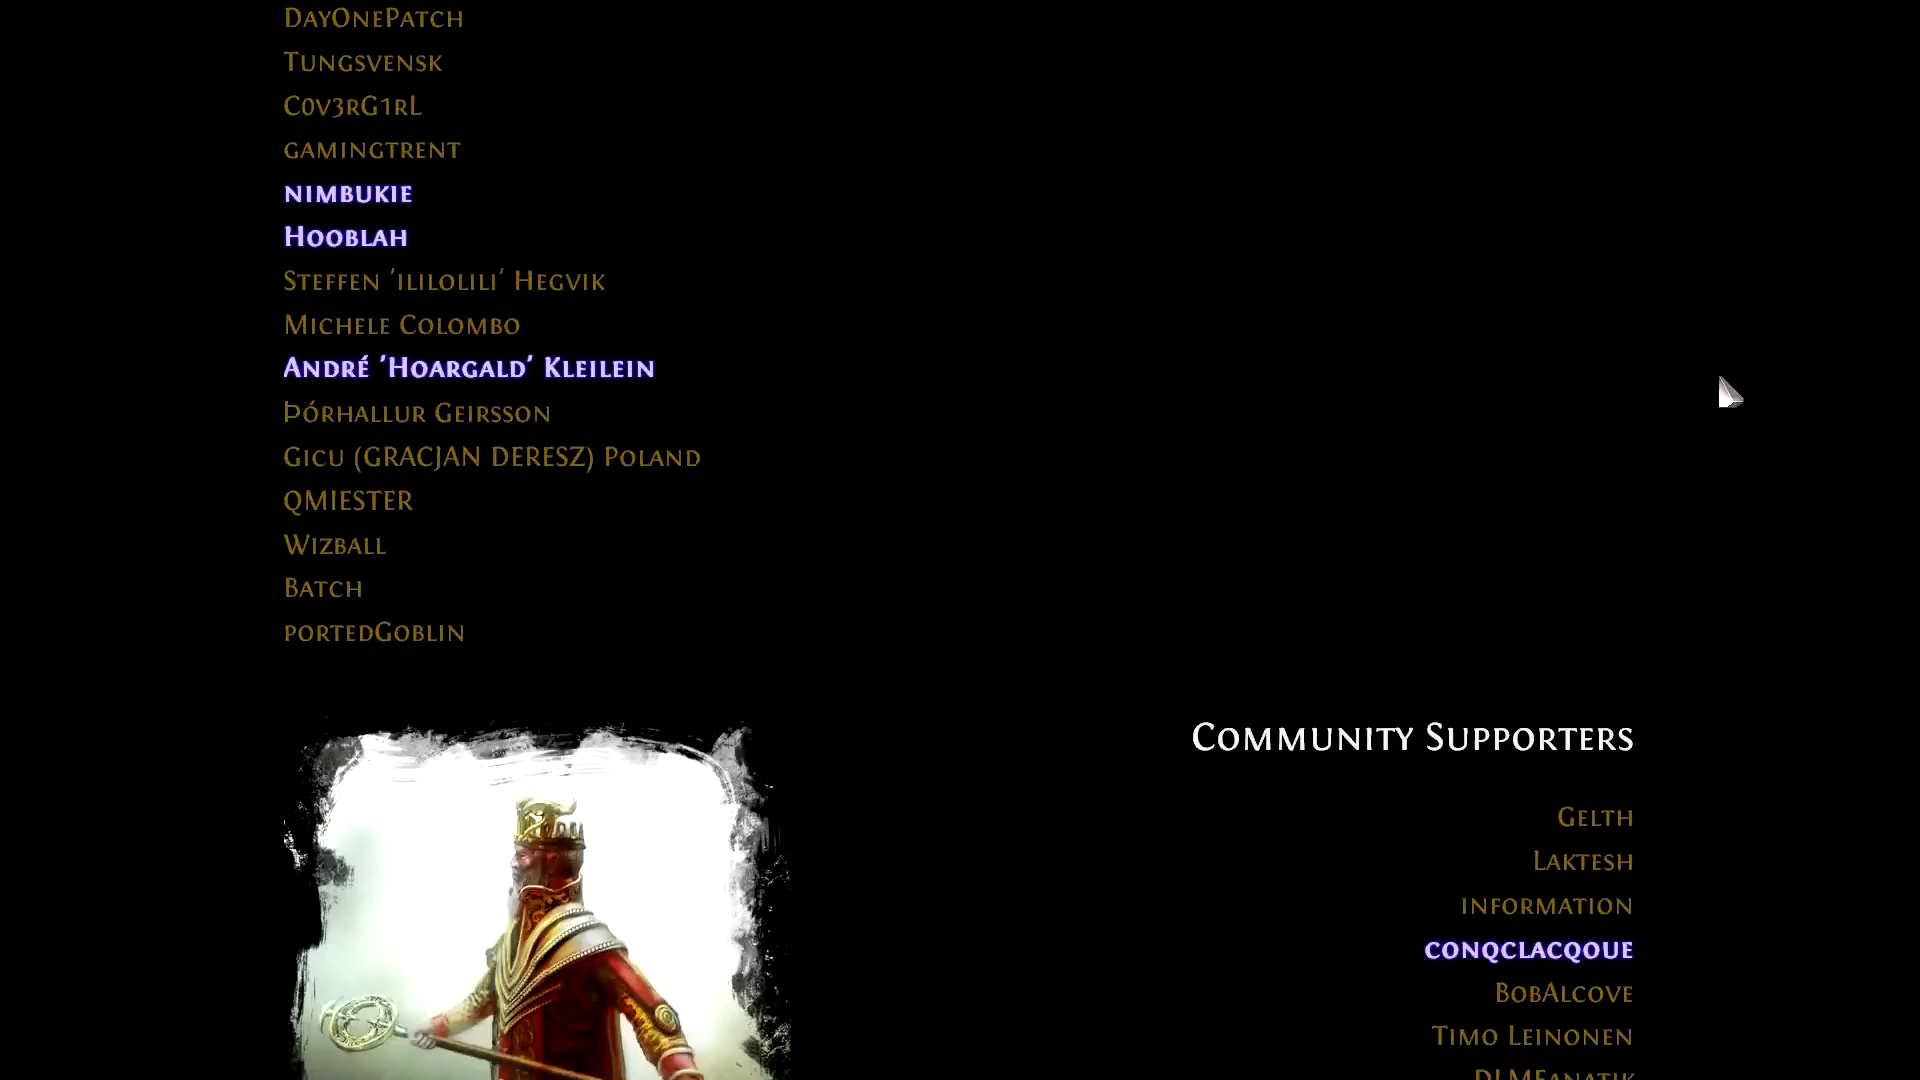 DayOnePatch
Tungsvensk
C0v3rG1rL
gamingtrent
nimbukie
Hooblah
Steffen 'ililolili' Hegvik
Michele Colombo
André 'Hoargald' Kleilein
Þórhallur Geirsson
Gicu (GRACJAN DERESZ) Poland
QMIESTER
Wizball
Batch
portedGoblin
Community Supporters
Gelth
Laktesh
information
conqclacqoue
BobAlcove
Timo Leinonen